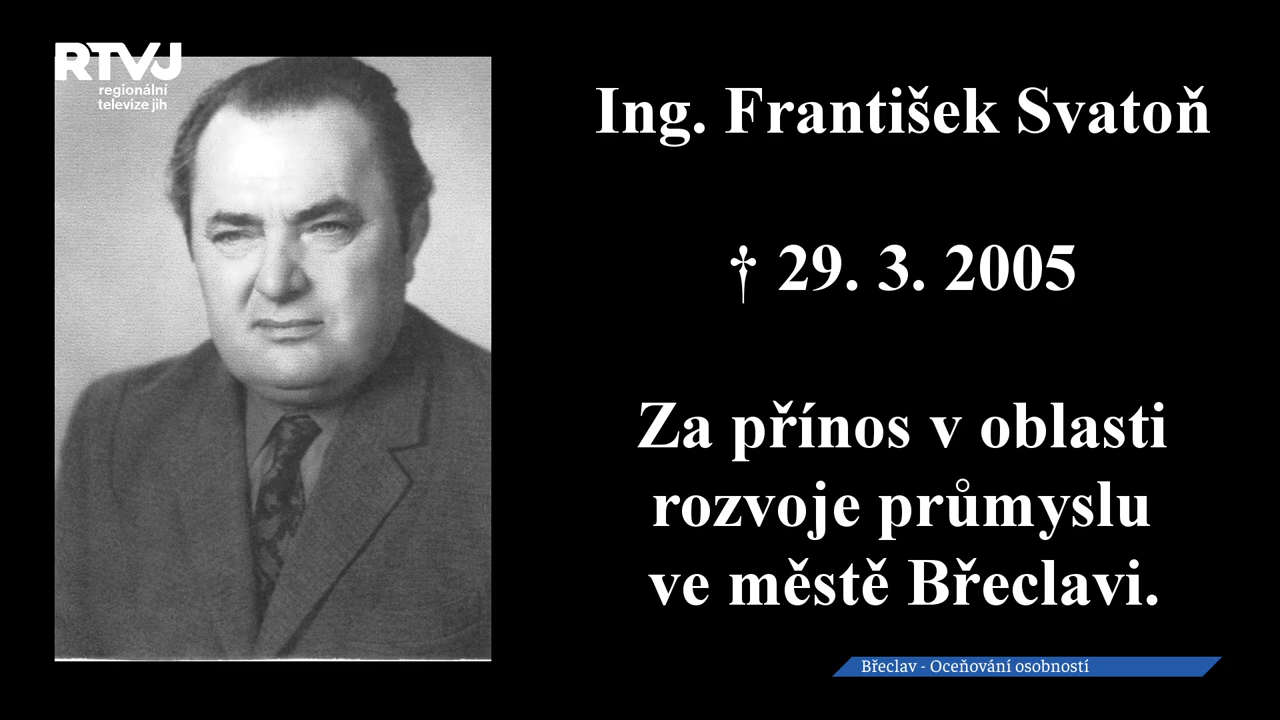 RTVJ
regionální
televize jih
Ing. František Svatoň
† 29. 3. 2005
Za přínos v oblasti
rozvoje průmyslu
ve městě Břeclavi.
Břeclav - Oceňování osobností